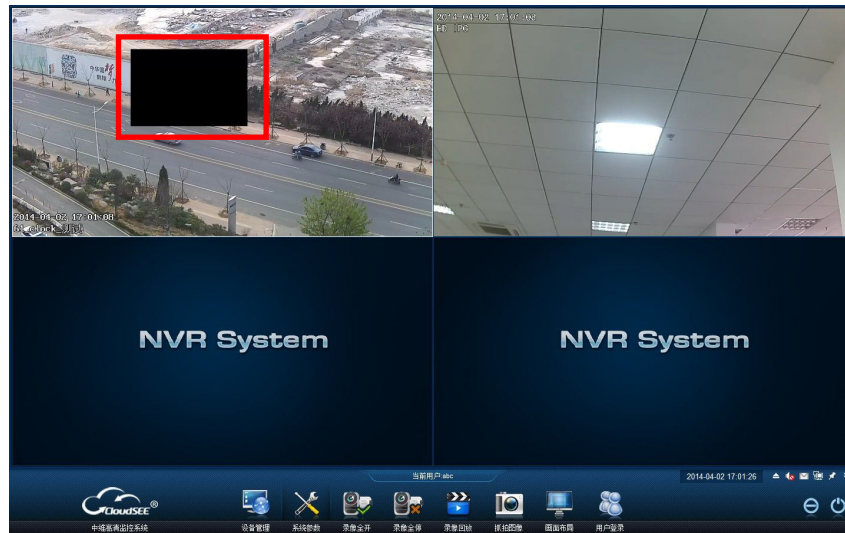 2014-04-02 17:01:08
2014-04-02 17:01:08
NVR System
NVR System
当前用户:abc
2014-04-02 17:01:26
CloudSEE®
中维高清监控系统
设备管理
系统参数
录像全开
录像全停
录像回放
抓拍图像
画面布局
用户登录